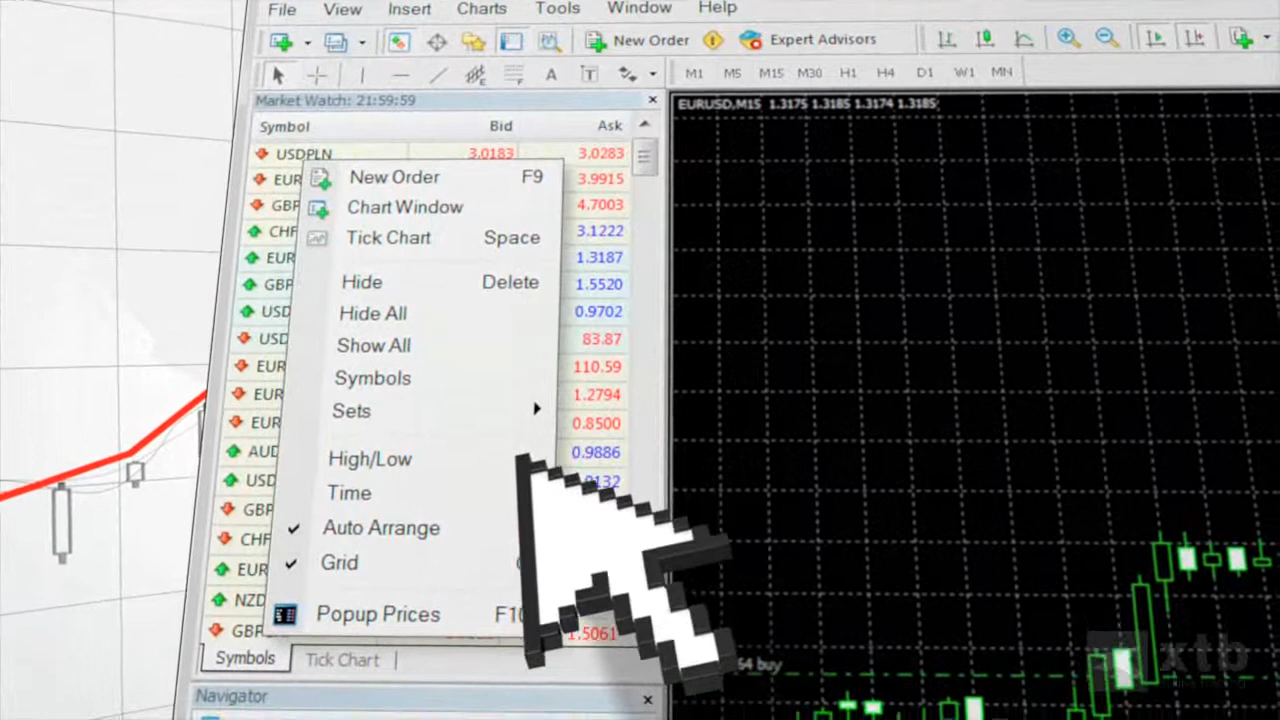 File View Insert Charts Tools Window Help
New Order Expert Advisors
A T M1 M5 M15 M30 H1 H4 D1 W1 MN
Market Watch: 21:59:59
EURUSD,M15 1.3175 1.3185 1.3174 1.3185
Symbol Bid Ask
USDPLN 3.0183 3.0283
EUR 3.9915
GBP 4.7003
CHF 3.1222
EUR 1.3187
GBP 1.5520
USD 0.9702
USD 83.87
EUR 110.59
EUR 1.2794
EUR 0.8500
AUD 0.9886
USD 0132
GBP
CHF
EUR
NZD
GBP 1.5061
New Order F9
Chart Window
Tick Chart Space
Hide Delete
Hide All
Show All
Symbols
Sets
High/Low
Time
Auto Arrange
Grid
Popup Prices F10
Symbols Tick Chart
Navigator
64 buy
xtb